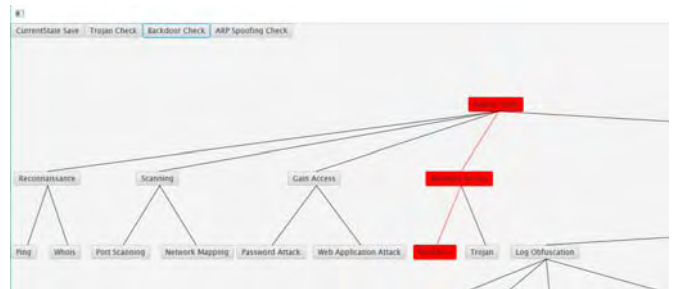 CurrentState Save Trojan Check Backdoor Check ARP Spoofing Check
Reconnaissance Scanning Gain Access
Ping Whois Port Scanning Network Mapping Password Attack Web Application Attack Trojan Log Obfuscation